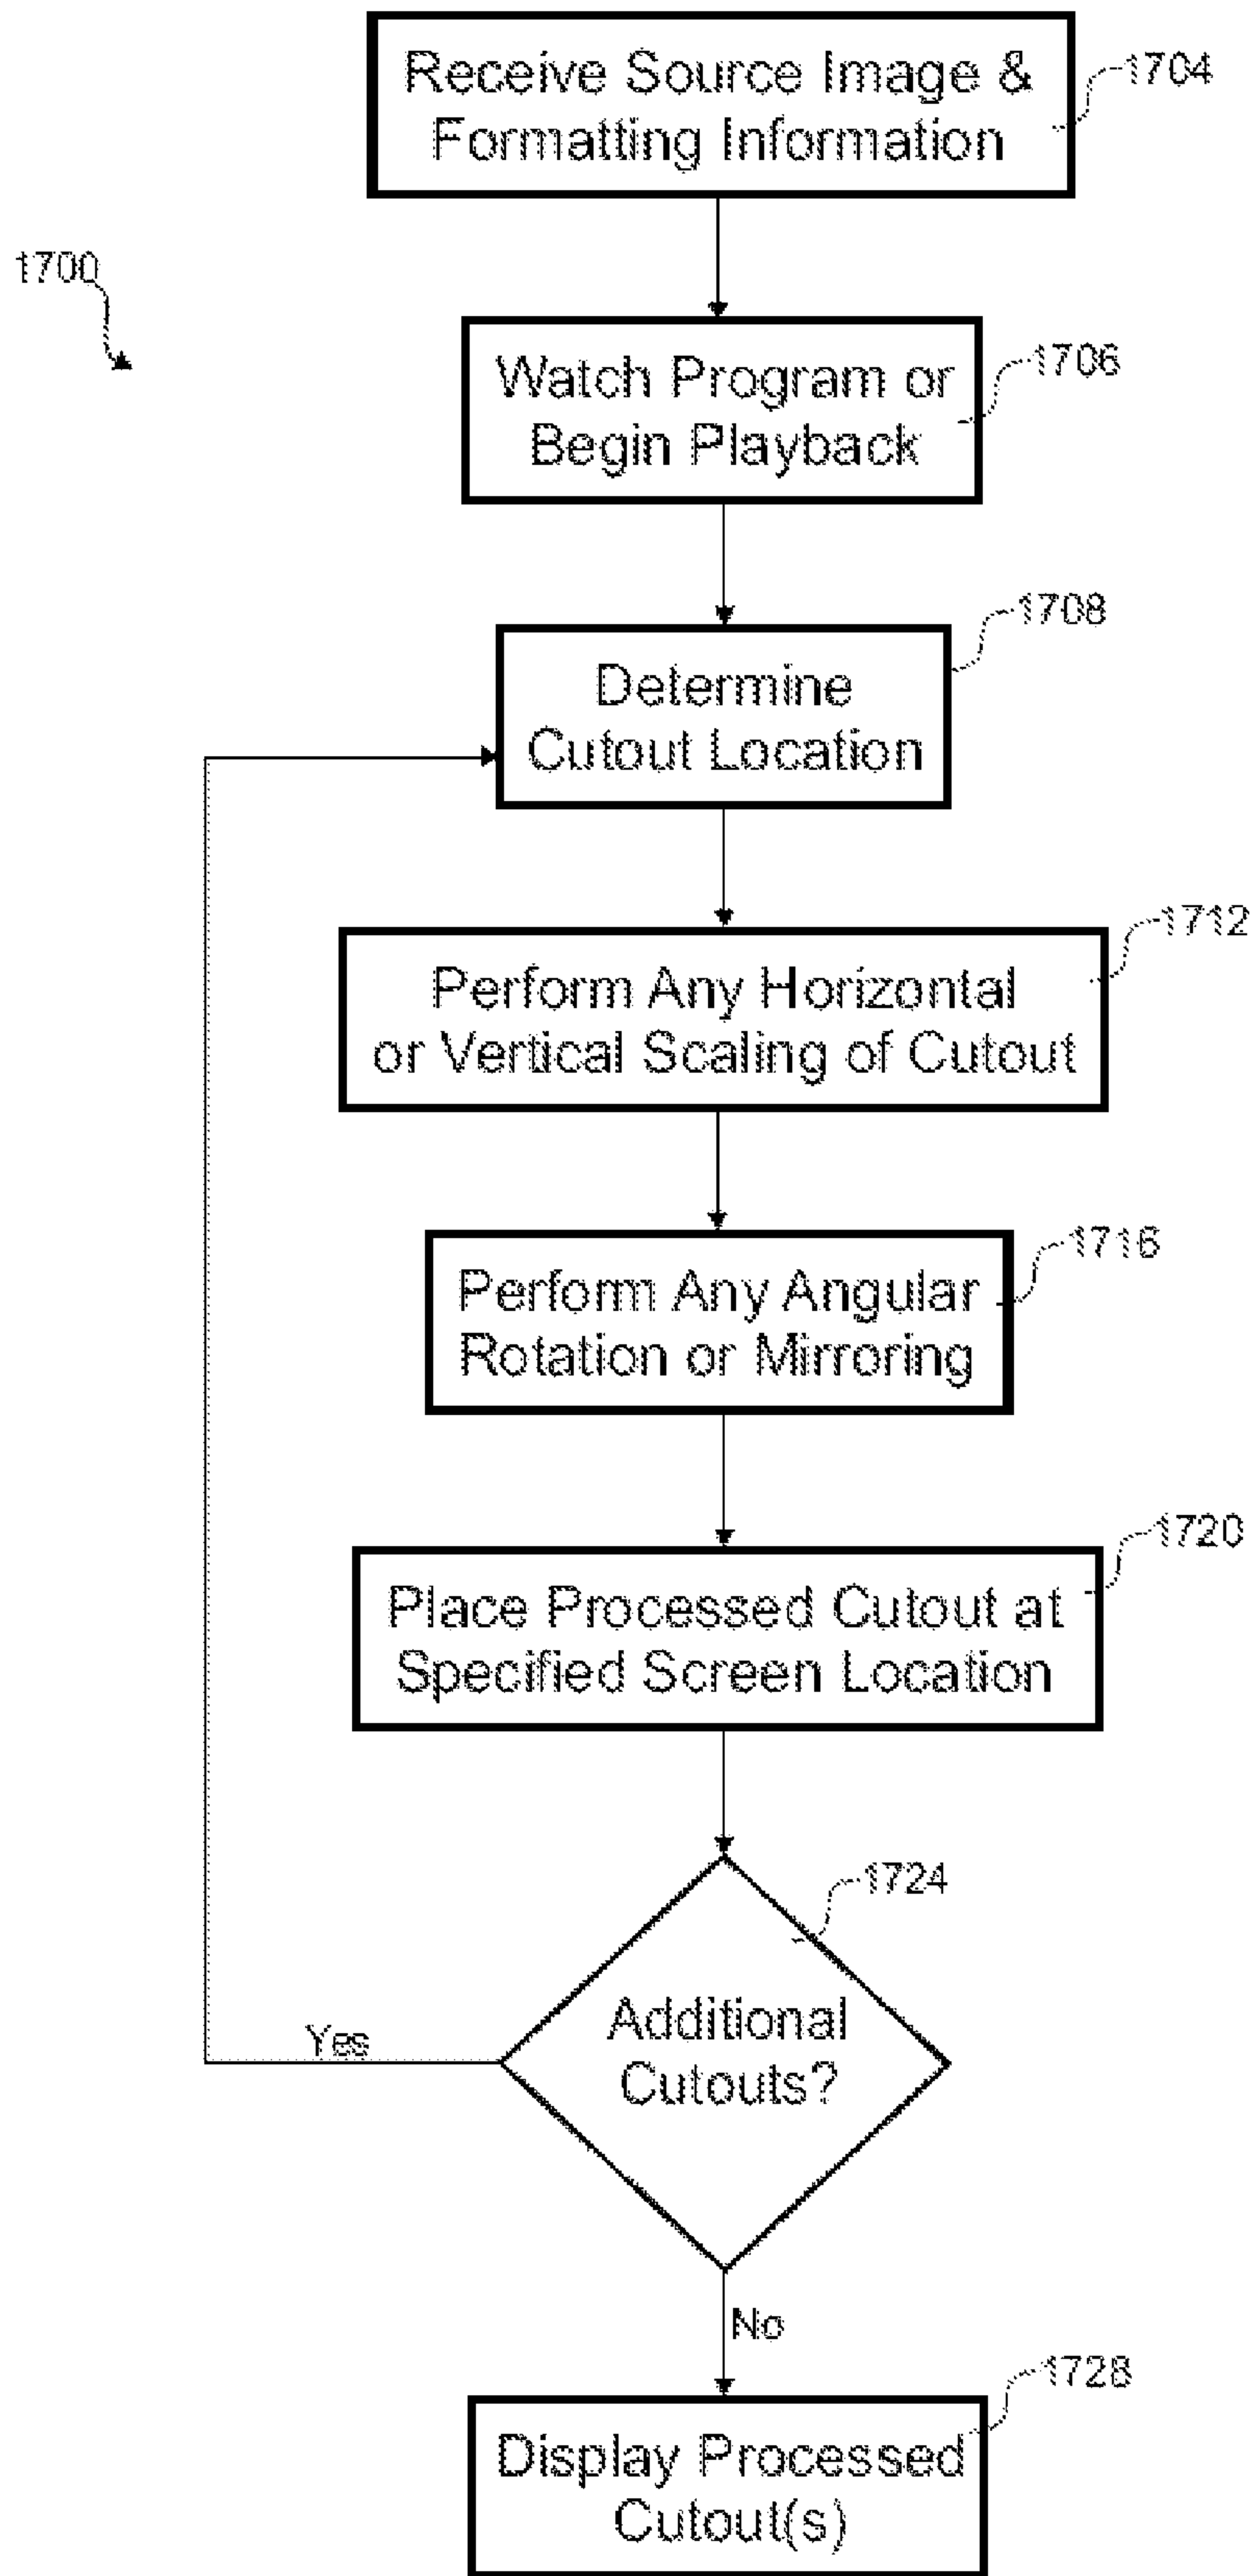 Receive Source Image &
Formatting Information
1704
1700
Watch Program or
Begin Playback
1706
Determine
Cutout Location
1708
Perform Any Horizontal
or Vertical Scaling of Cutout
1712
Perform Any Angular
Rotation or Mirroring
1716
Place Processed Cutout at
Specified Screen Location
1720
1724
Additional
Cutouts?
Yes
No
Display Processed
Cutout(s)
1728